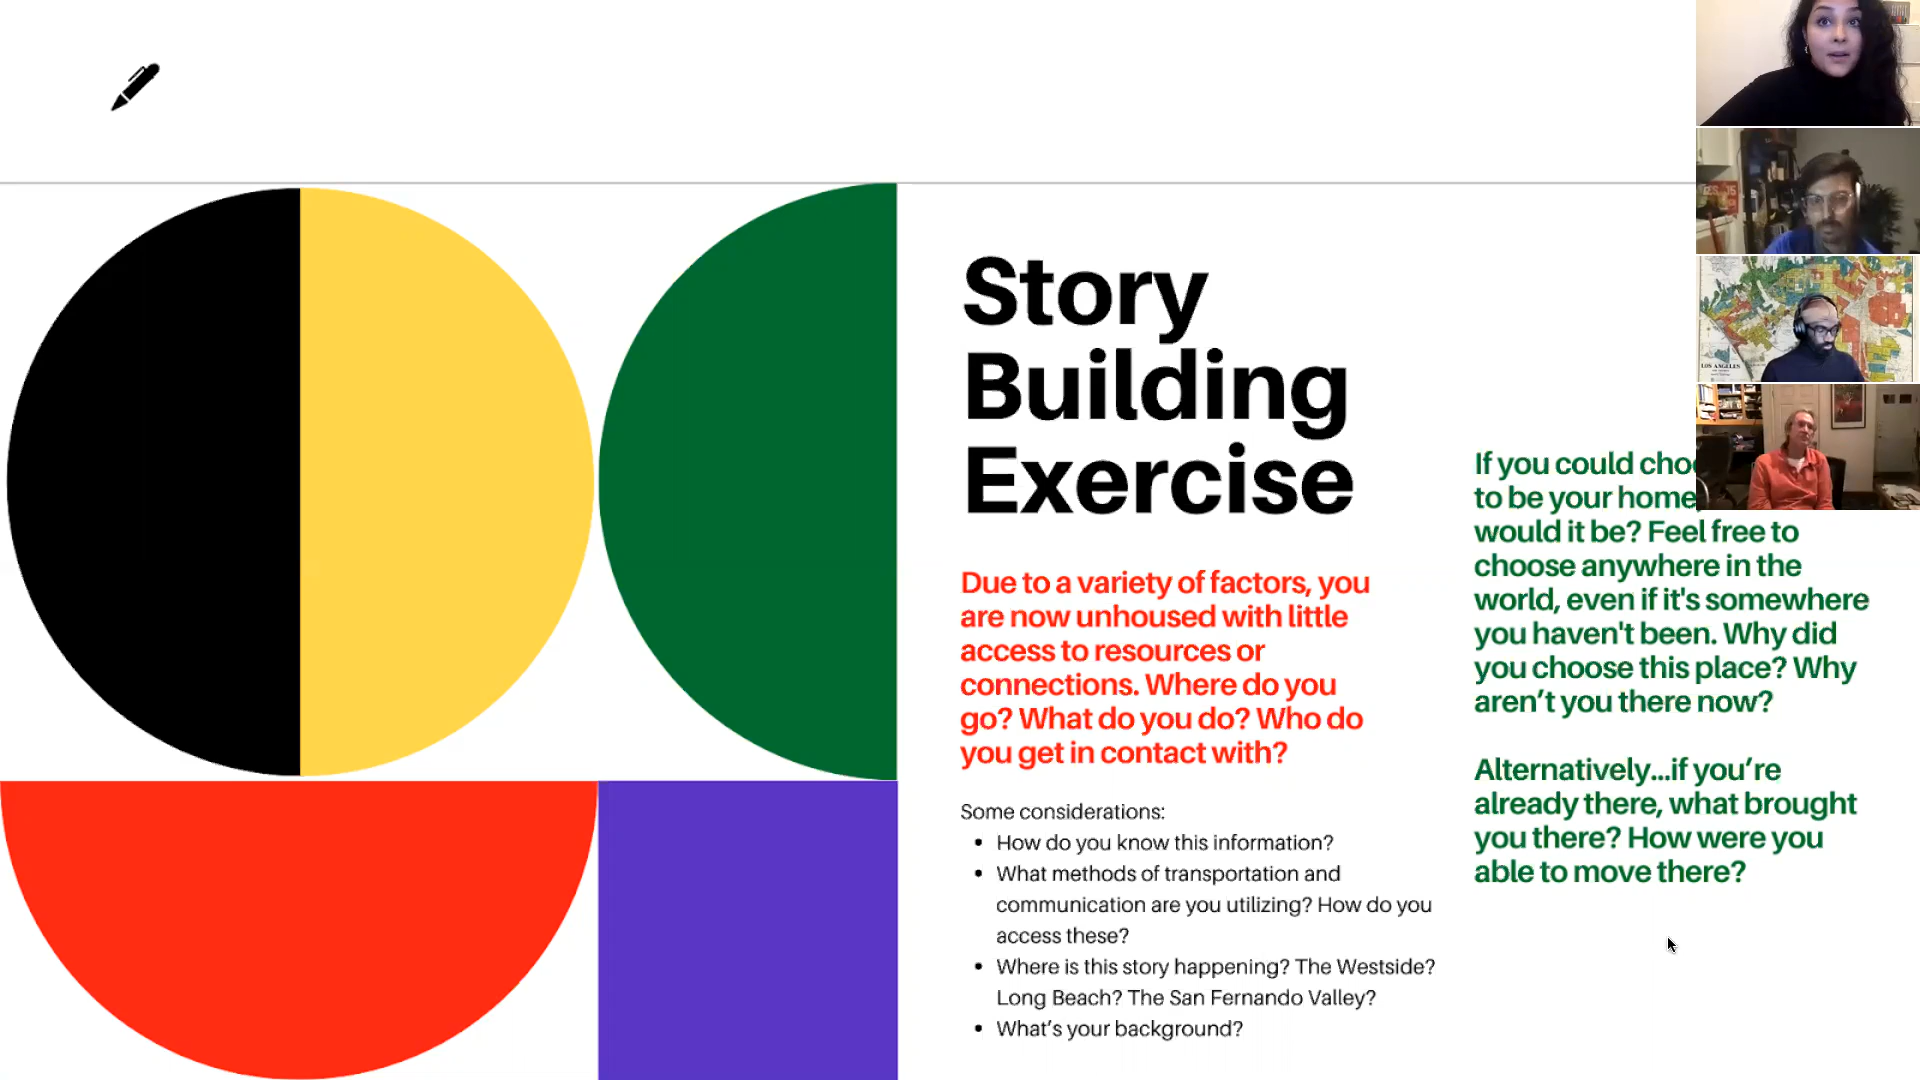 Story
Building
Exercise
Due to a variety of factors, you
are now unhoused with little
access to resources or
connections. Where do you
go? What do you do? Who do
you get in contact with?
Some considerations:
• How do you know this information?
• What methods of transportation and
communication are you utilizing? How do you
access these?
• Where is this story happening? The Westside?
Long Beach? The San Fernando Valley?
• What's your background?
If you could
to be your home,
would it be? Feel free to
choose anywhere in the
world, even if it's somewhere
you haven't been. Why did
you choose this place? Why
aren't you there now?
Alternatively...if you're
already there, what brought
you there? How were you
able to move there?
LOS ANGELES